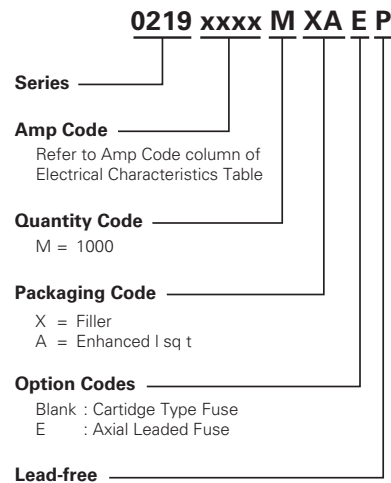 0219 xxxx M XA E P
Series
Amp Code
Refer to Amp Code column of
Electrical Characteristics Table
Quantity Code
M = 1000
Packaging Code
X = Filler
A = Enhanced I sq t
Option Codes
Blank : Cartidge Type Fuse
E : Axial Leaded Fuse
Lead-free